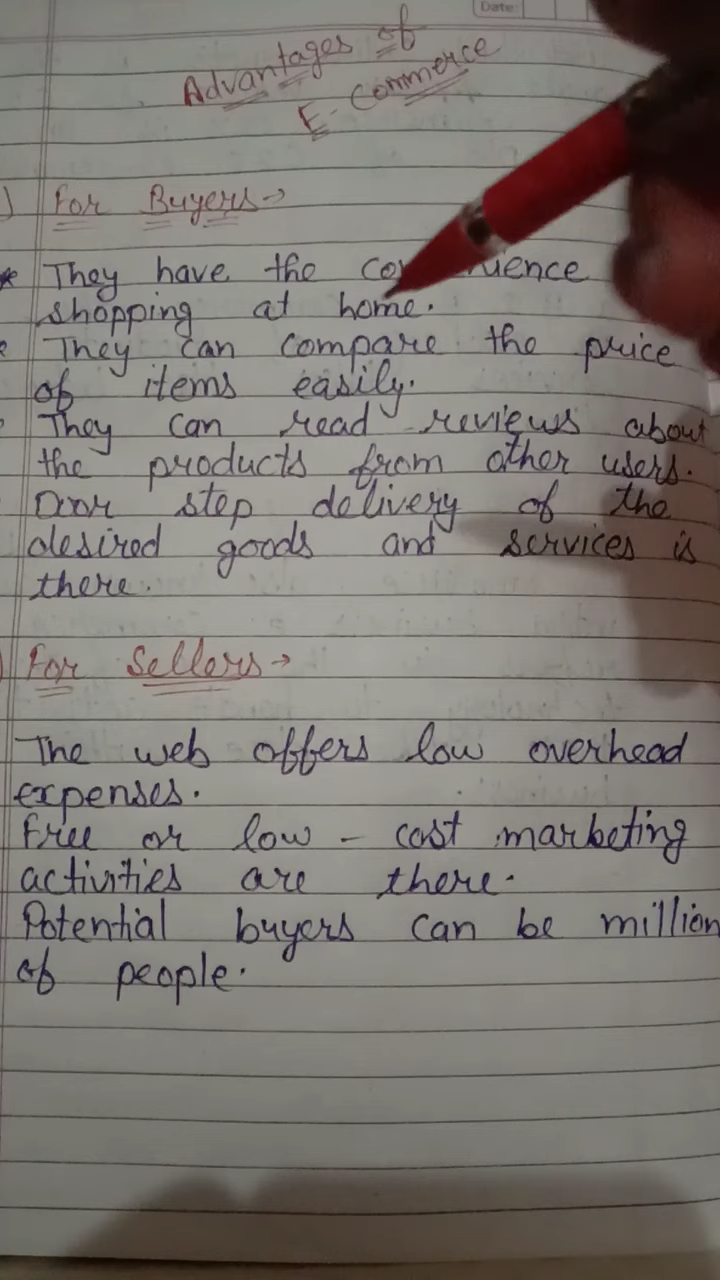 Date:
Advantages of
E-Commerce
) For Buyers→
* They have the
shopping at home.
They can compare the price
of items easily.
They can read reviews about
the products from other users.
Door step delivery of the
desired goods and services is
there.
) For Sellers→
The web offers low overhead
expenses.
Free or low - cost marketing
activities are there.
Potential buyers can be million
of people.